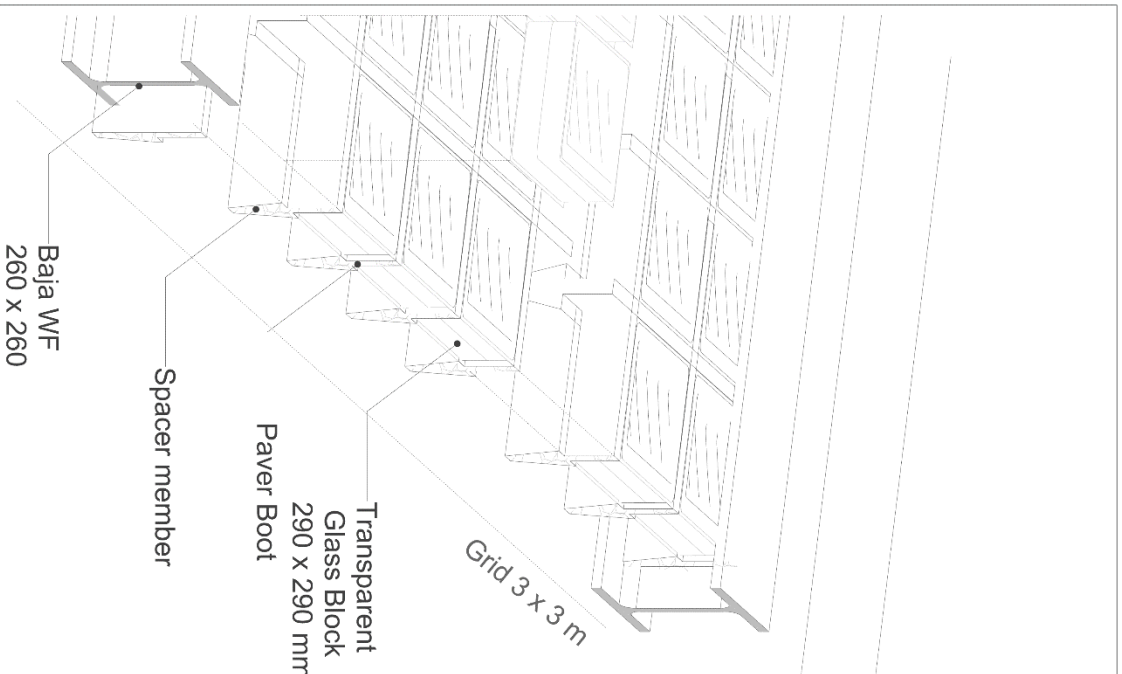 Baja WF
260 x 260
Spacer member
Paver Boot
Transparent
Glass Block
290 x 290 mm
Grid 3 x 3 m